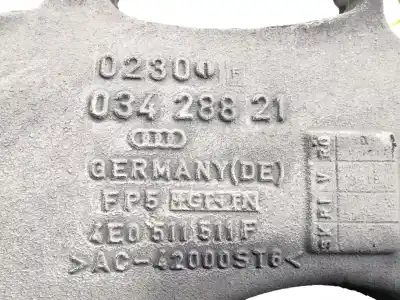 0230 F
034 288 21
GERMANY(DE)
FP5
4E0 511 511 F
>AC-42000ST6<